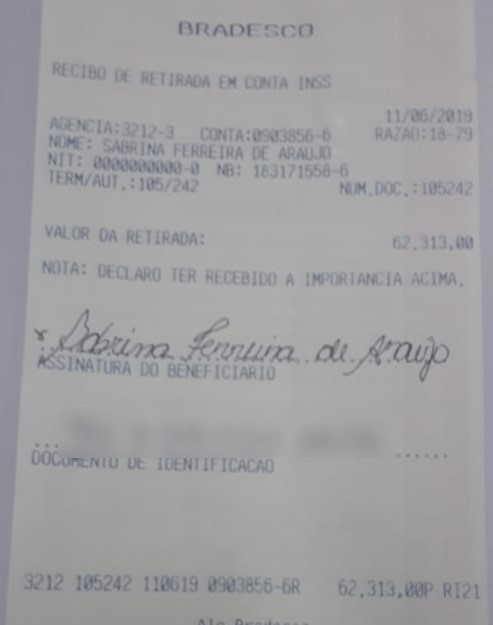 BRADESCO
RECIBO DE RETIRADA EM CONTA INSS
11/06/2019
AGENCIA:3212-3 CONTA:0903856-6 RAZAO:18-79
NOME: SABRINA FERREIRA DE ARAUJO
NIT: 0000000000-0 NB: 183171558-6
TERM/AUT.:105/242 NUM.DOC.:105242
VALOR DA RETIRADA: 62.313,00
NOTA: DECLARO TER RECEBIDO A IMPORTANCIA ACIMA.
x Sabrina Ferreira de Araujo
ASSINATURA DO BENEFICIARIO
DOCUMENTO DE IDENTIFICACAO
3212 105242 110619 0903856-6R 62.313,00P RI21